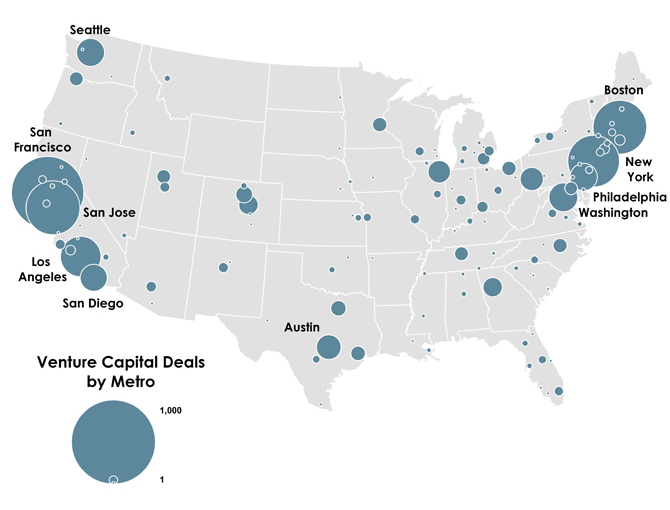 Seattle
Boston
San
Francisco
New
York
Philadelphia
San Jose
Washington
Los
Angeles
San Diego
Austin
Venture Capital Deals
by Metro
1,000
1